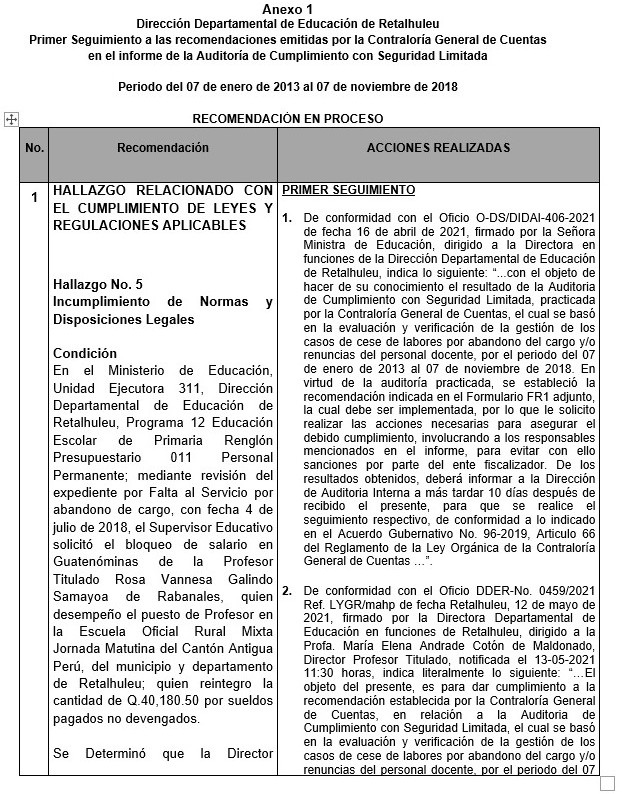 Anexo 1
Dirección Departamental de Educación de Retalhuleu
Primer Seguimiento a las recomendaciones emitidas por la Contraloría General de Cuentas
en el informe de la Auditoría de Cumplimiento con Seguridad Limitada
Periodo del 07 de enero de 2013 al 07 de noviembre de 2018
RECOMENDACIÓN EN PROCESO
No.
Recomendación
ACCIONES REALIZADAS
1
HALLAZGO RELACIONADO CON
EL CUMPLIMIENTO DE LEYES Y
REGULACIONES APLICABLES
Hallazgo No. 5
Incumplimiento de Normas y
Disposiciones Legales
Condición
En el Ministerio de Educación,
Unidad Ejecutora 311, Dirección
Departamental de Educación de
Retalhuleu, Programa 12 Educación
Escolar de Primaria Renglón
Presupuestario 011 Personal
Permanente; mediante revisión del
expediente por Falta al Servicio por
abandono de cargo, con fecha 4 de
julio de 2018, el Supervisor Educativo
solicitó el bloqueo de salario en
Guatenóminas de la Profesor
Titulado Rosa Vannesa Galindo
Samayoa de Rabanales, quien
desempeño el puesto de Profesor en
la Escuela Oficial Rural Mixta
Jornada Matutina del Cantón Antigua
Perú, del municipio y departamento
de Retalhuleu; quien reintegro la
cantidad de Q.40,180.50 por sueldos
pagados no devengados.
Se Determinó que la Director
PRIMER SEGUIMIENTO
1. De conformidad con el Oficio O-DS/DIDAI-406-2021
de fecha 16 de abril de 2021, firmado por la Señora
Ministra de Educación, dirigido a la Directora en
funciones de la Dirección Departamental de Educación
de Retalhuleu, indica lo siguiente: “...con el objeto de
hacer de su conocimiento el resultado de la Auditoria
de Cumplimiento con Seguridad Limitada, practicada
por la Contraloría General de Cuentas, el cual se basó
en la evaluación y verificación de la gestión de los
casos de cese de labores por abandono del cargo y/o
renuncias del personal docente, por el periodo del 07
de enero de 2013 al 07 de noviembre de 2018. En
virtud de la auditoría practicada, se estableció la
recomendación indicada en el Formulario FR1 adjunto,
la cual debe ser implementada, por lo que le solicito
realizar las acciones necesarias para asegurar el
debido cumplimiento, involucrando a los responsables
mencionados en el informe, para evitar con ello
sanciones por parte del ente fiscalizador. De los
resultados obtenidos, deberá informar a la Dirección
de Auditoria Interna a más tardar 10 días después de
recibido el presente, para que se realice el
seguimiento respectivo, de conformidad a lo indicado
en el Acuerdo Gubernativo No. 96-2019, Articulo 66
del Reglamento de la Ley Orgánica de la Contraloría
General de Cuentas ...”.
2. De conformidad con el Oficio DDER-No. 0459/2021
Ref. LYGR/mahp de fecha Retalhuleu, 12 de mayo de
2021, firmado por la Directora Departamental de
Educación en funciones de Retalhuleu, dirigido a la
Profa. María Elena Andrade Cotón de Maldonado,
Director Profesor Titulado, notificada el 13-05-2021
11:30 horas, indica literalmente lo siguiente: “...El
objeto del presente, es para dar cumplimiento a la
recomendación establecida por la Contraloría General
de Cuentas, en relación a la Auditoria de
Cumplimiento con Seguridad Limitada, el cual se basó
en la evaluación y verificación de la gestión de los
casos de cese de labores por abandono del cargo y/o
renuncias del personal docente, por el periodo del 07